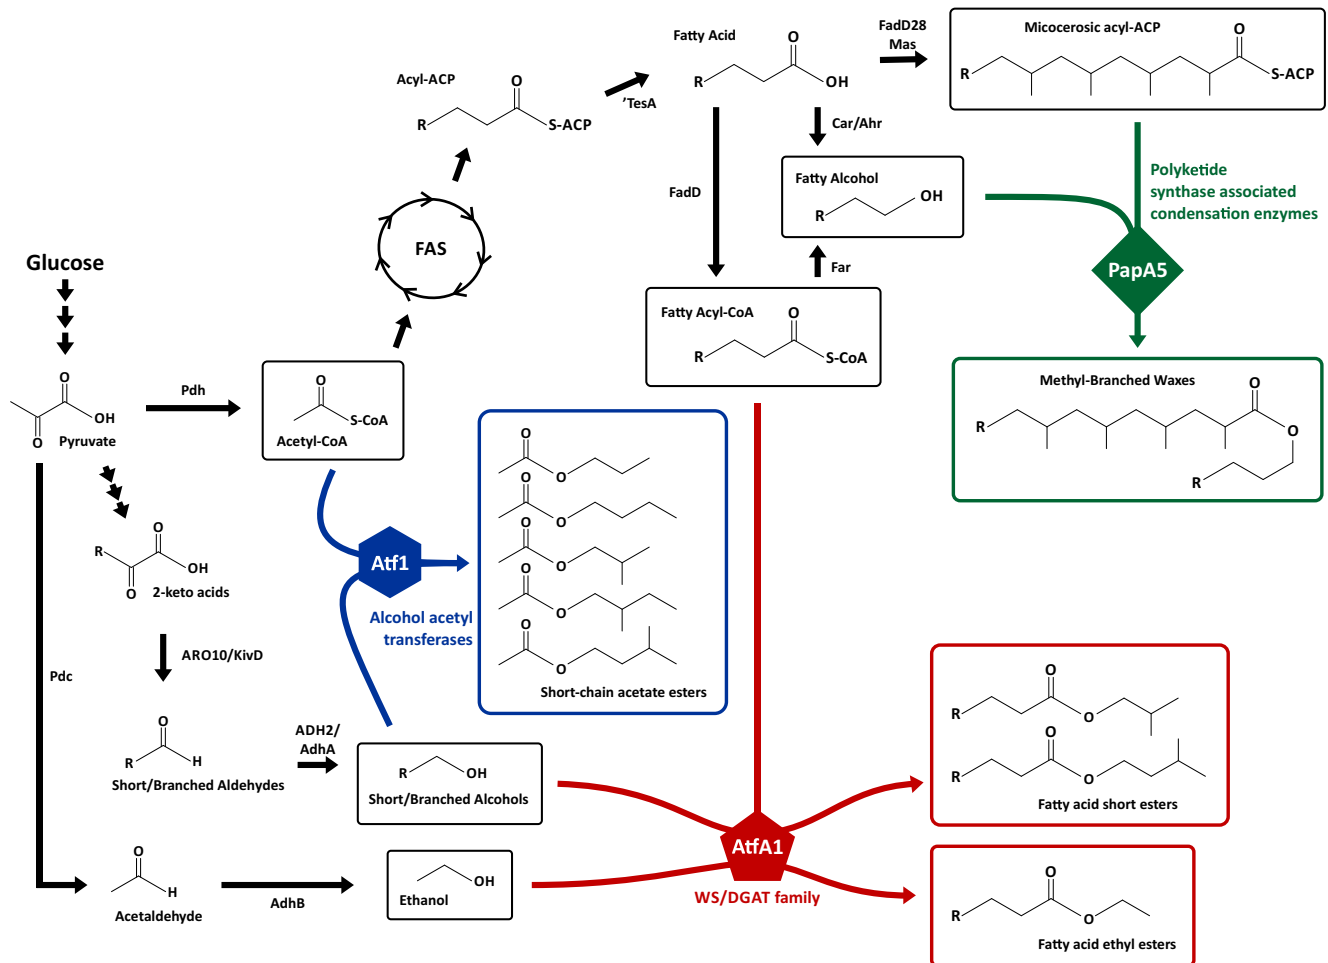 Fatty Acid
O
R
OH
FadD28
Mas
Micocerosic acyl-ACP
O
R
S-ACP
Acyl-ACP
O
R
S-ACP
’TesA
Car/Ahr
FadD
Fatty Alcohol
OH
R
Far
Polyketide
synthase associated
condensation enzymes
PapA5
FAS
Glucose
Fatty Acyl-CoA
O
R
S-CoA
O
OH
O
Pyruvate
Pdh
O
S-CoA
Acetyl-CoA
Methyl-Branched Waxes
O
R
O
R
O
O
O
O
O
O
O
O
O
O
Short-chain acetate esters
Atf1
Alcohol acetyl
transferases
O
R
OH
O
2-keto acids
ARO10/KivD
Pdc
O
R
H
Short/Branched Aldehydes
ADH2/
AdhA
R
OH
Short/Branched Alcohols
O
H
Acetaldehyde
AdhB
OH
Ethanol
AtfA1
WS/DGAT family
O
R
O
O
R
O
Fatty acid short esters
O
R
O
Fatty acid ethyl esters